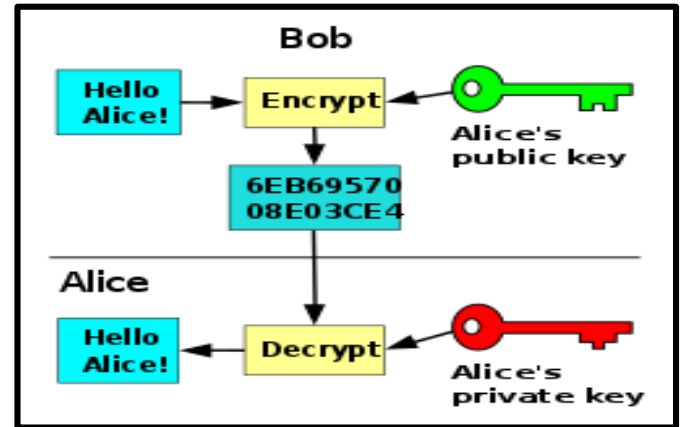 Bob
Hello
Alice!
Encrypt
Alice's
public key
6EB69570
08E03CE4
Alice
Hello
Alice!
Decrypt
Alice's
private key